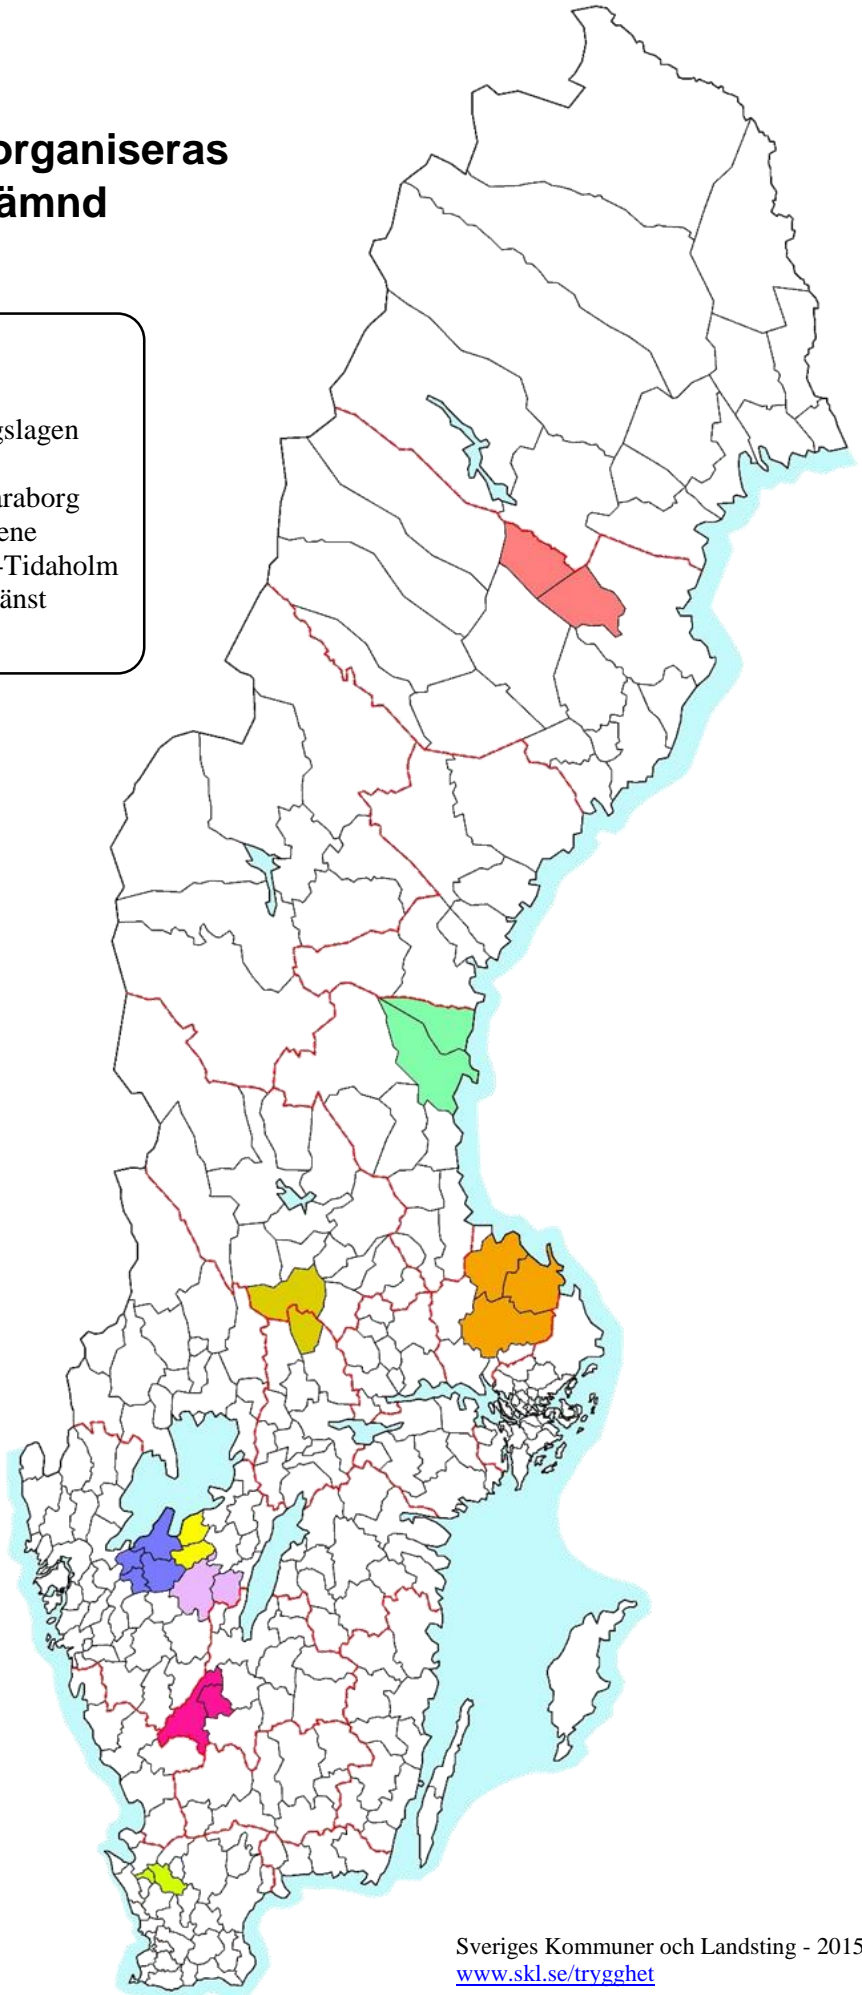 organiseras
ämnd
gslagen
araborg
ene
-Tidaholm
änst
Sveriges Kommuner och Landsting - 2015
www.skl.se/trygghet